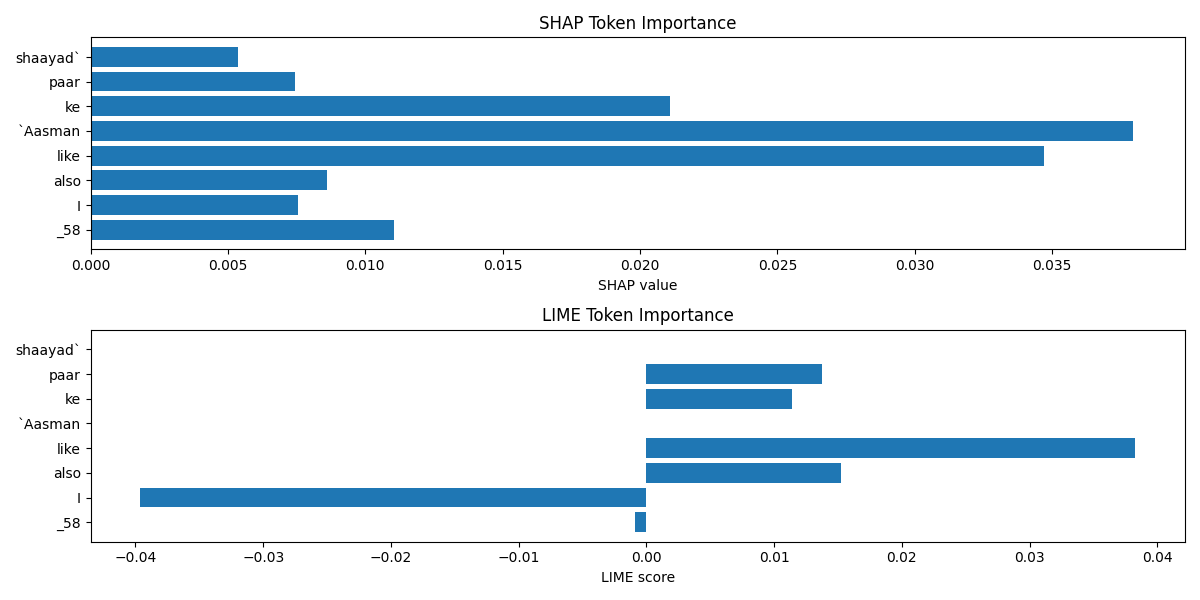 SHAP Token Importance
shaayad`
paar
ke
`Aasman
like
also
I
_58
0.000 0.005 0.010 0.015 0.020 0.025 0.030 0.035
SHAP value
LIME Token Importance
shaayad`
paar
ke
`Aasman
like
also
I
_58
−0.04 −0.03 −0.02 −0.01 0.00 0.01 0.02 0.03 0.04
LIME score